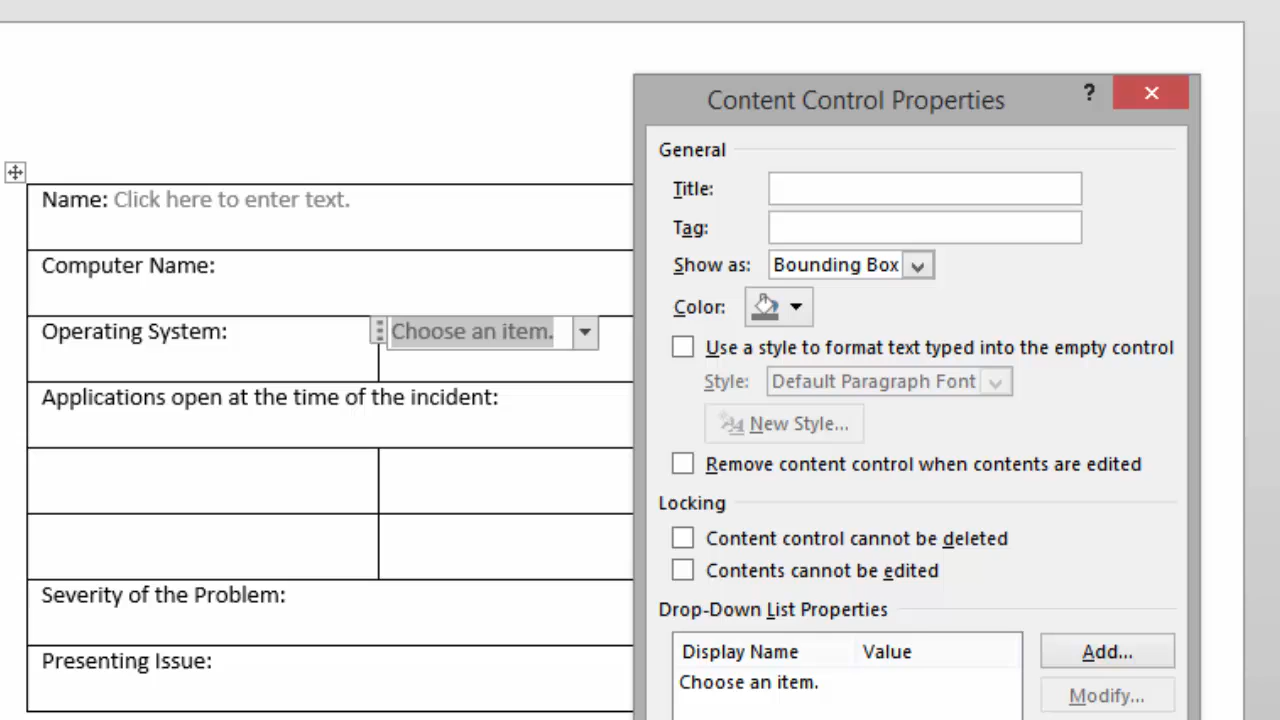 Name: Click here to enter text.
Computer Name:
Operating System: Choose an item.
Applications open at the time of the incident:
Severity of the Problem:
Presenting Issue:
Content Control Properties ?
General
Title:
Tag:
Show as: Bounding Box
Color:
Use a style to format text typed into the empty control
Style: Default Paragraph Font
New Style...
Remove content control when contents are edited
Locking
Content control cannot be deleted
Contents cannot be edited
Drop-Down List Properties
Display Name Value Add...
Choose an item.
Modify...